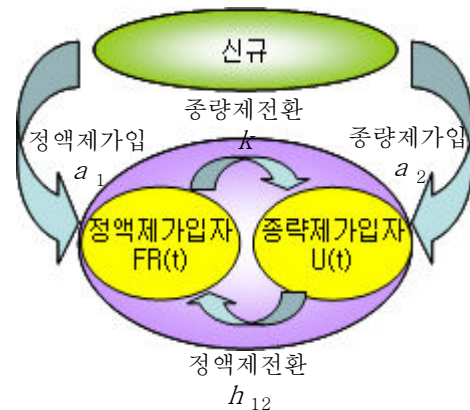 신규
종량제전환
k
정액제가입
a 1
종량제가입
a 2
정액제가입자
FR(t)
종략제가입자
U(t)
정액제전환
h 12